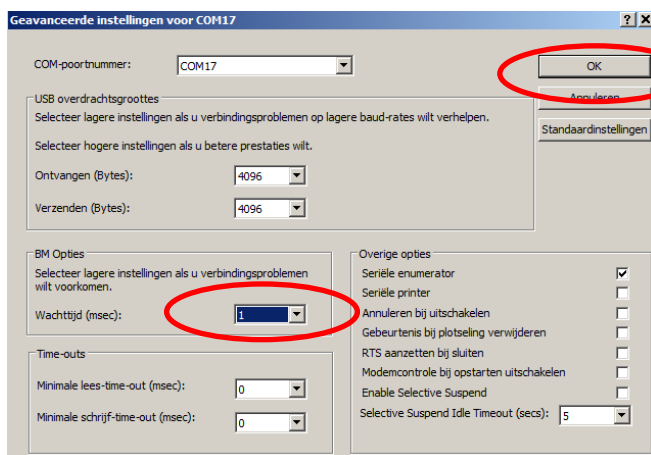 Geavanceerde instellingen voor COM17
COM-poortnummer: COM17
OK
Annuleren
Standaardinstellingen
USB overdrachtsgroottes
Selecteer lagere instellingen als u verbindingsproblemen op lagere baud-rates wilt verhelpen.
Selecteer hogere instellingen als u betere prestaties wilt.
Ontvangen (Bytes): 4096
Verzenden (Bytes): 4096
BM Opties
Selecteer lagere instellingen als u verbindingsproblemen
wilt voorkomen.
Wachttijd (msec): 1
Time-outs
Minimale lees-time-out (msec): 0
Minimale schrijf-time-out (msec): 0
Overige opties
Seriële enumerator
Seriële printer
Annuleren bij uitschakelen
Gebeurtenis bij plotseling verwijderen
RTS aanzetten bij sluiten
Modemcontrole bij opstarten uitschakelen
Enable Selective Suspend
Selective Suspend Idle Timeout (secs): 5